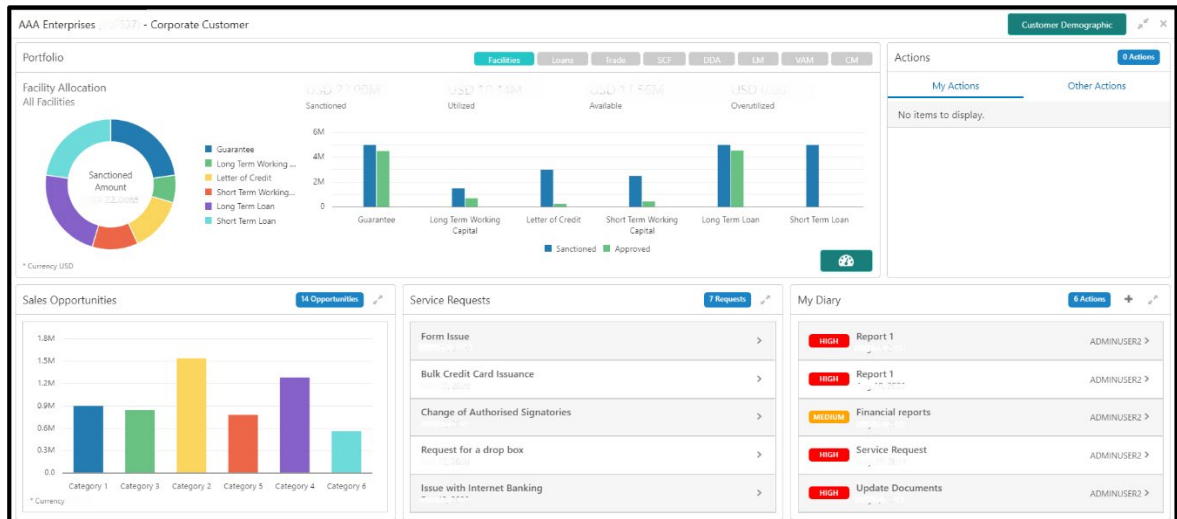 AAA Enterprises - Corporate Customer
Customer Demographic
Portfolio
Facilities Loans Trade SCF DDA LM VAM CM
Facility Allocation
All Facilities
Sanctioned
Utilized
Available
Overutilized
Sanctioned
Amount
Guarantee
Long Term Working ...
Letter of Credit
Short Term Working...
Long Term Loan
Short Term Loan
* Currency USD
6M
4M
2M
0
Guarantee
Long Term Working
Capital
Letter of Credit
Short Term Working
Capital
Long Term Loan
Short Term Loan
Sanctioned Approved
Actions
0 Actions
My Actions
Other Actions
No items to display.
Sales Opportunities
14 Opportunities
1.8M
1.5M
1.2M
0.9M
0.6M
0.3M
0.0
Category 1 Category 3 Category 2 Category 5 Category 4 Category 6
* Currency
Service Requests
7 Requests
Form Issue
Bulk Credit Card Issuance
Change of Authorised Signatories
Request for a drop box
Issue with Internet Banking
My Diary
6 Actions
HIGH Report 1 ADMINUSER2
HIGH Report 1 ADMINUSER2
MEDIUM Financial reports ADMINUSER2
HIGH Service Request ADMINUSER2
HIGH Update Documents ADMINUSER2